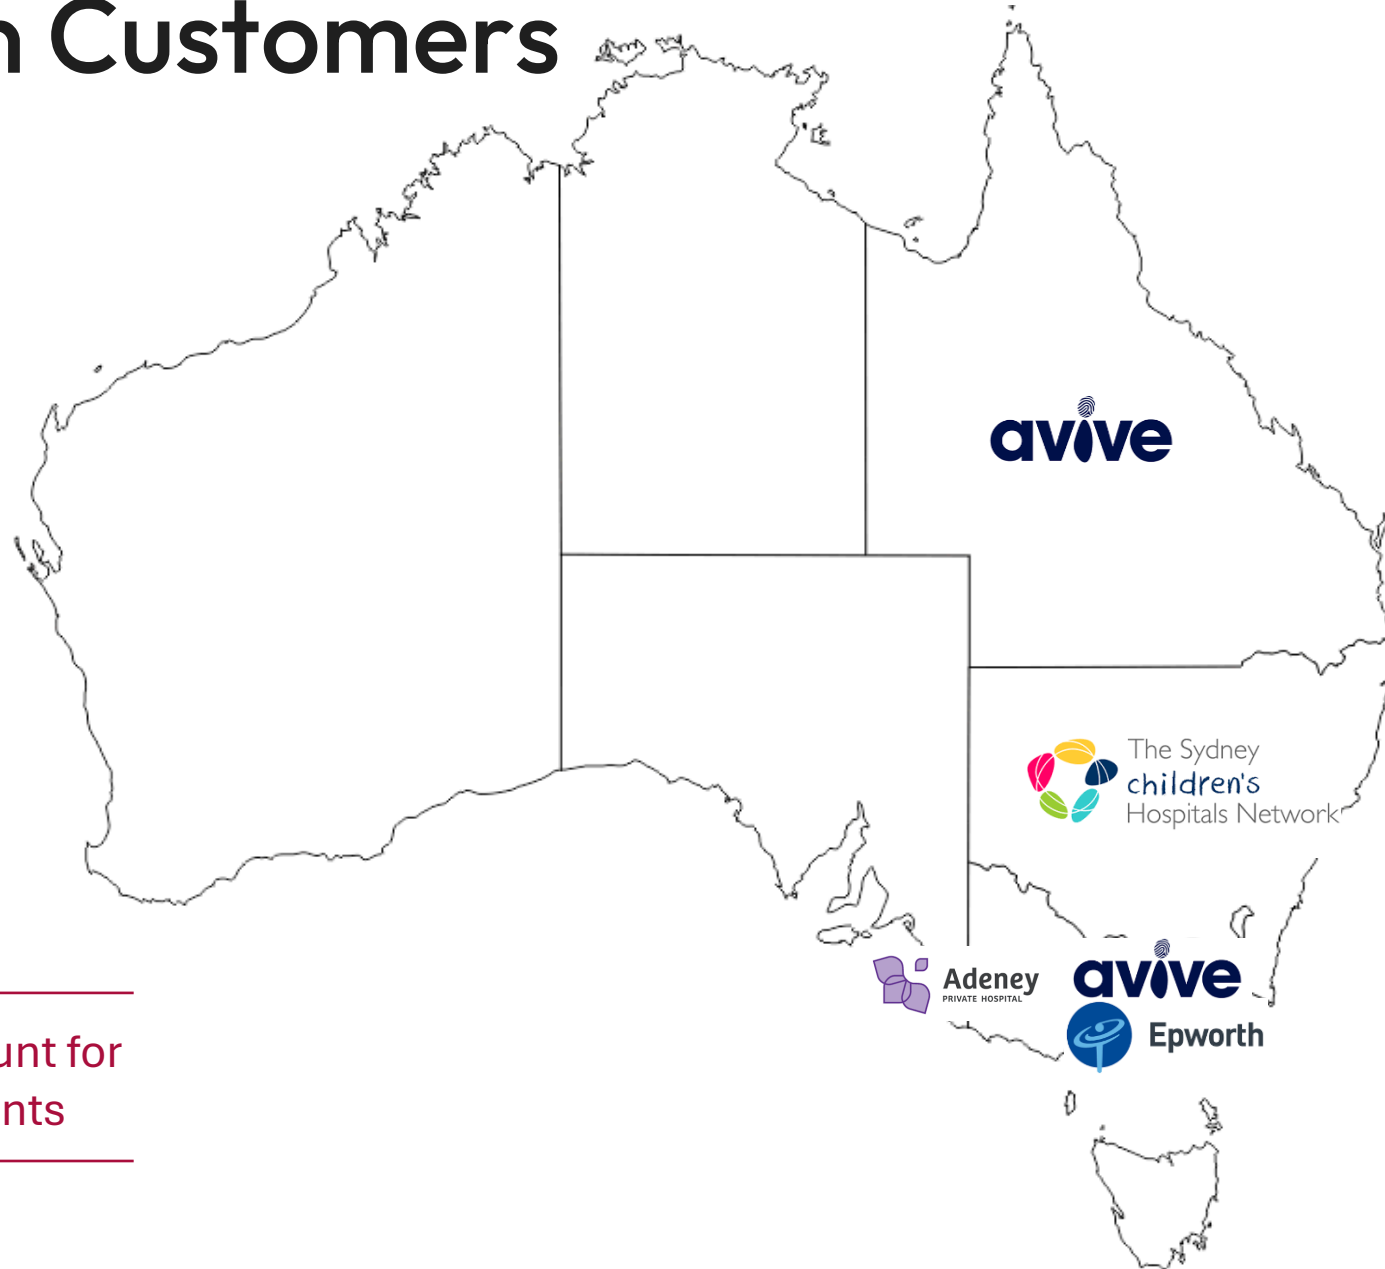 n Customers
avive
The Sydney
children's
Hospitals Network
Adeney
PRIVATE HOSPITAL
avive
Epworth
unt for
nts